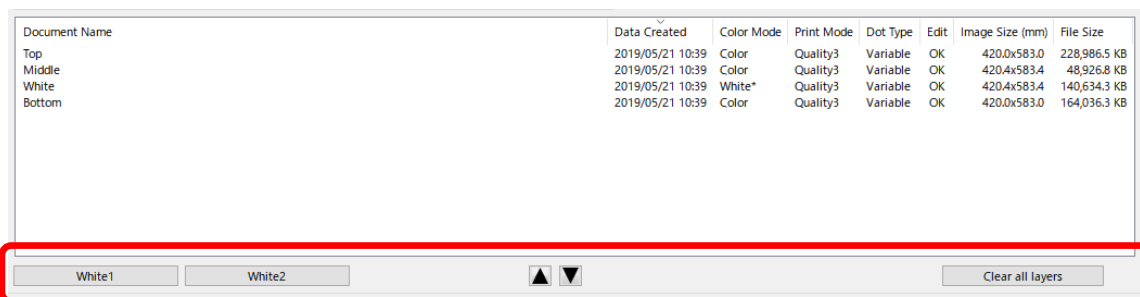 Document Name Data Created Color Mode Print Mode Dot Type Edit Image Size (mm) File Size
Top 2019/05/21 10:39 Color Quality3 Variable OK 420.0x583.0 228,986.5 KB
Middle 2019/05/21 10:39 Color Quality3 Variable OK 420.4x583.4 48,926.8 KB
White 2019/05/21 10:39 White* Quality3 Variable OK 420.4x583.4 140,634.3 KB
Bottom 2019/05/21 10:39 Color Quality3 Variable OK 420.0x583.0 164,036.3 KB
White1 White2 Clear all layers